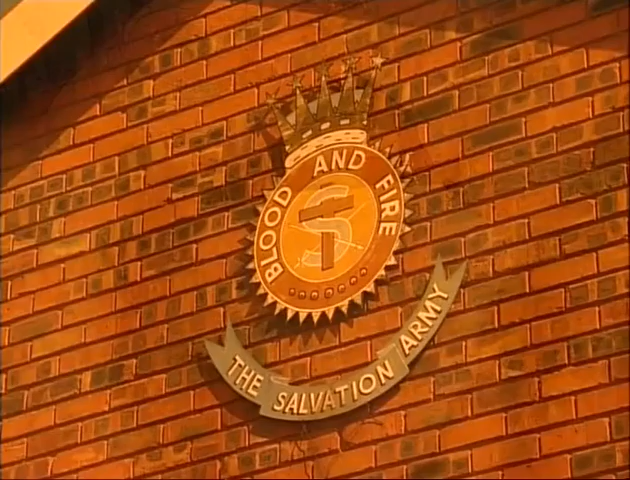 BLOOD AND FIRE
S
THE SALVATION ARMY